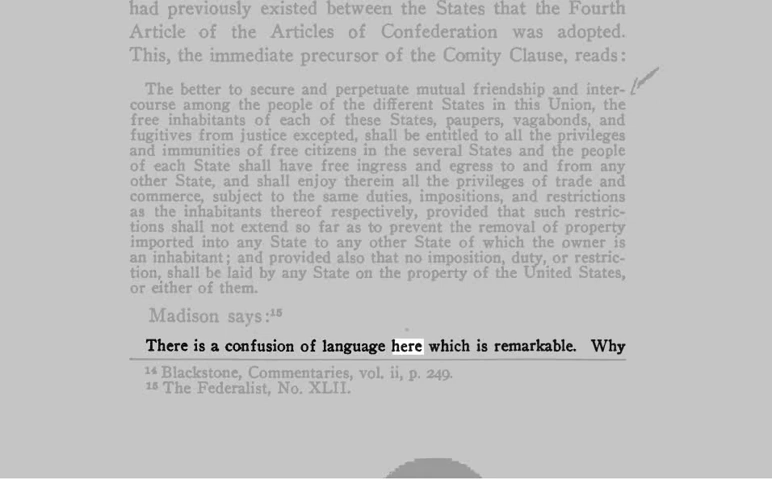 had previously existed between the States that the Fourth
Article of the Articles of Confederation was adopted.
This, the immediate precursor of the Comity Clause, reads:
The better to secure and perpetuate mutual friendship and inter-
course among the people of the different States in this Union, the
free inhabitants of each of these States, paupers, vagabonds, and
fugitives from justice excepted, shall be entitled to all the privileges
and immunities of free citizens in the several States and the people
of each State shall have free ingress and egress to and from any
other State, and shall enjoy therein all the privileges of trade and
commerce, subject to the same duties, impositions, and restrictions
as the inhabitants thereof respectively, provided that such restric-
tions shall not extend so far as to prevent the removal of property
imported into any State to any other State of which the owner is
an inhabitant; and provided also that no imposition, duty, or restric-
tion, shall be laid by any State on the property of the United States,
or either of them.
Madison says:¹⁵
There is a confusion of language here which is remarkable. Why
¹⁴ Blackstone, Commentaries, vol. ii, p. 249.
¹⁵ The Federalist, No. XLII.